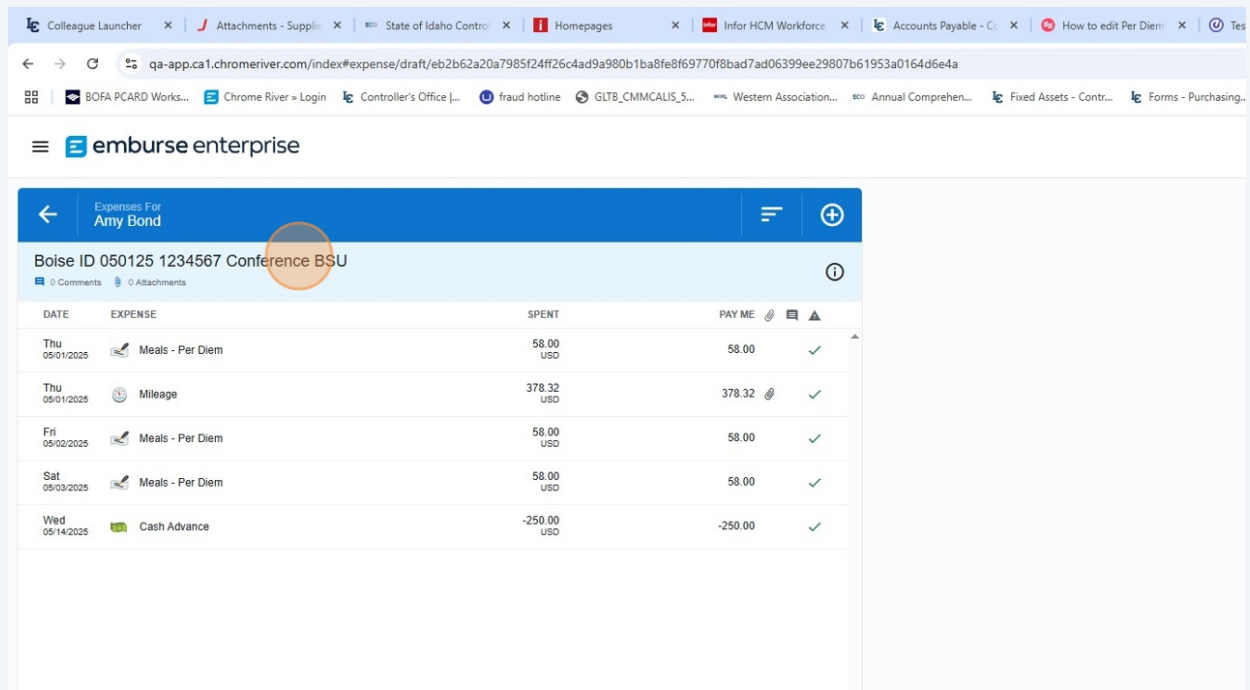 Colleague Launcher
Attachments - Supplie
State of Idaho Control
Homepages
Infor HCM Workforce
Accounts Payable - Co
How to edit Per Diem
Tes
qa-app.ca1.chromeriver.com/index#expense/draft/eb2b62a20a7985f24ff26c4ad9a980b1ba8fe8f69770f8bad7ad06399ee29807b61953a0164d6e4a
BOFA PCARD Works... Chrome River » Login Controller's Office |... fraud hotline GLTB_CMMCALIS_5... Western Association... Annual Comprehen... Fixed Assets - Contr... Forms - Purchasing...
emburse enterprise
Expenses For
Amy Bond
Boise ID 050125 1234567 Conference BSU
0 Comments 0 Attachments
DATE EXPENSE SPENT PAY ME
Thu
05/01/2025 Meals - Per Diem 58.00 USD 58.00
Thu
05/01/2025 Mileage 378.32 USD 378.32
Fri
05/02/2025 Meals - Per Diem 58.00 USD 58.00
Sat
05/03/2025 Meals - Per Diem 58.00 USD 58.00
Wed
05/14/2025 Cash Advance -250.00 USD -250.00